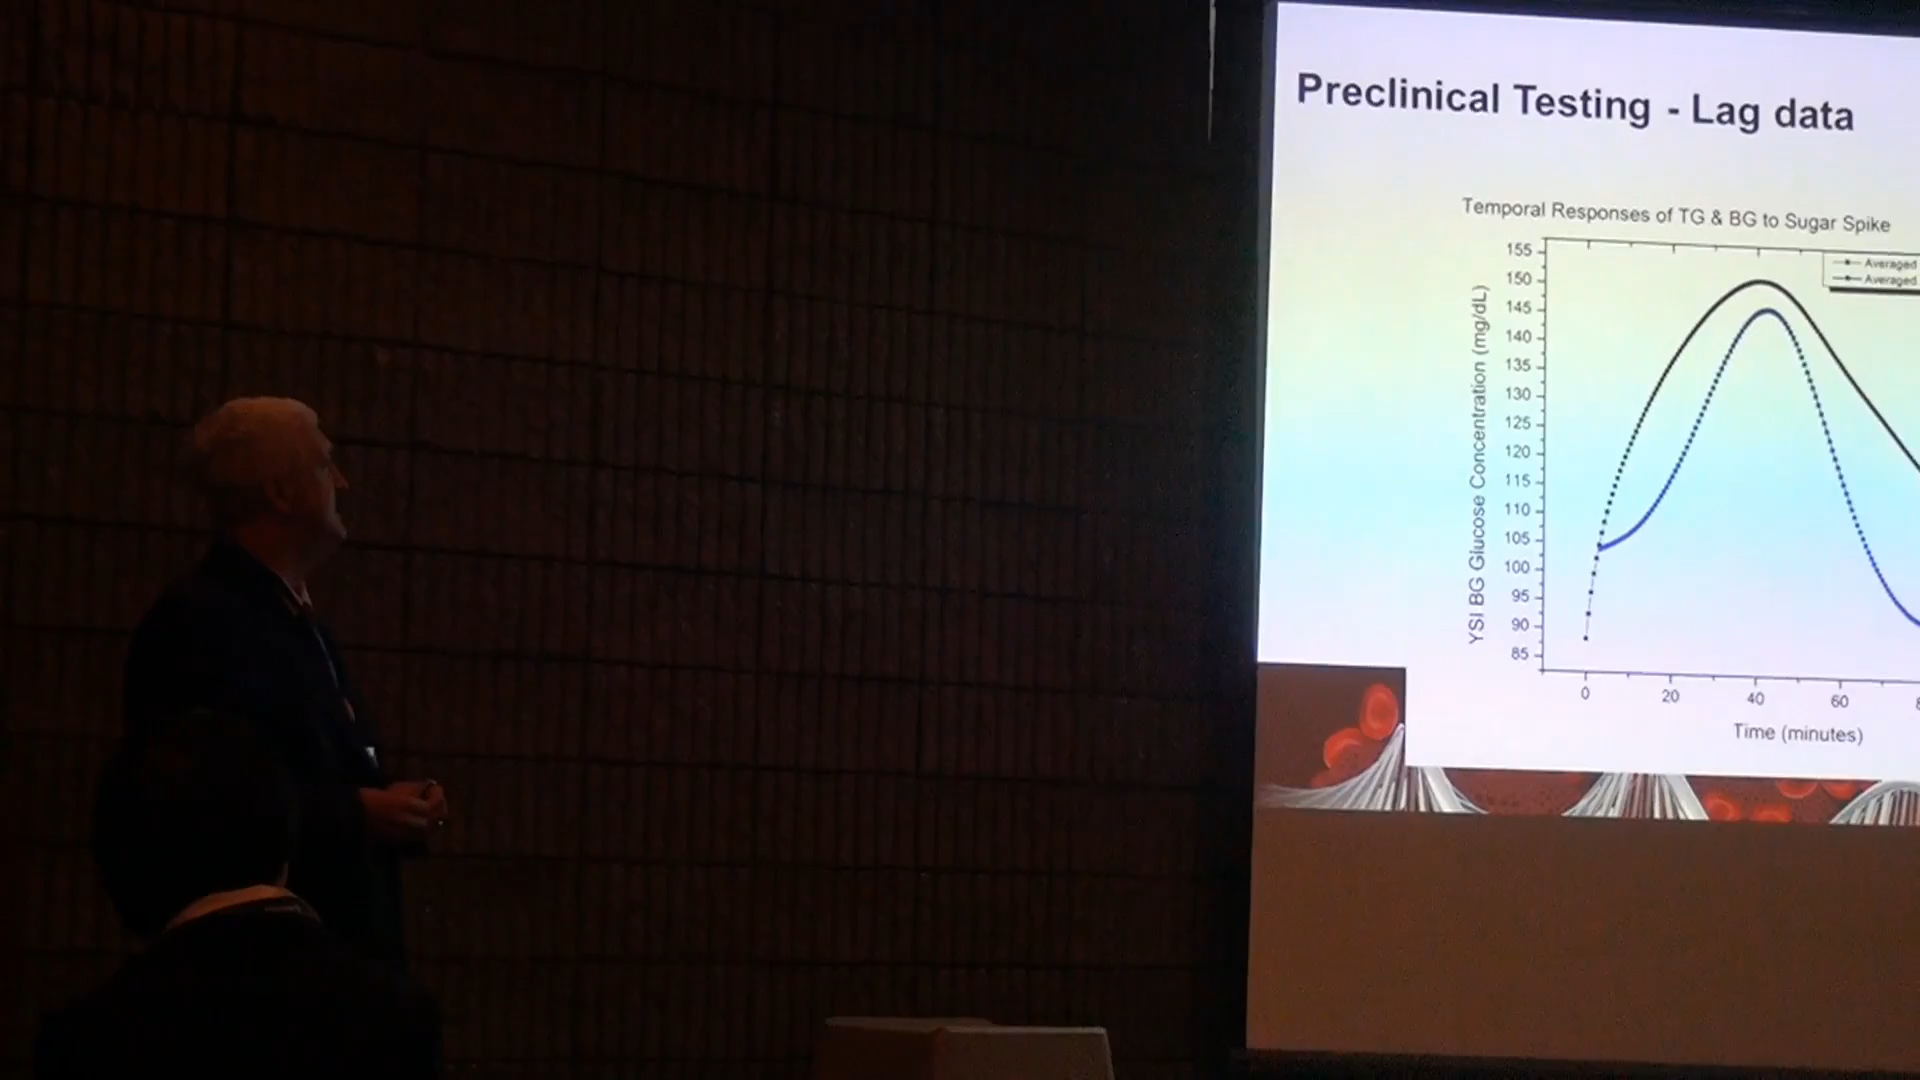 Preclinical Testing - Lag data
Temporal Responses of TG & BG to Sugar Spike
Averaged
Averaged
YSI BG Glucose Concentration (mg/dL)
155
150
145
140
135
130
125
120
115
110
105
100
95
90
85
0 20 40 60
Time (minutes)